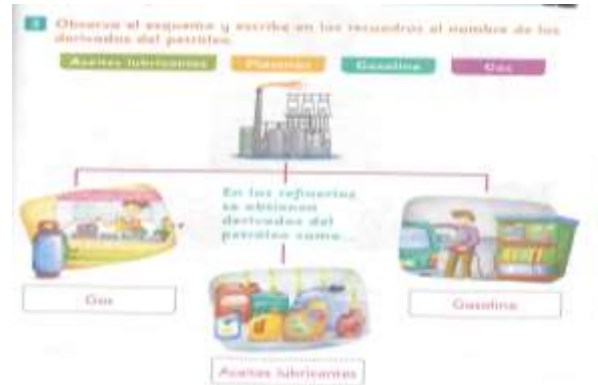 3 Observa el esquema y escribe en los recuadros el nombre de los
derivados del petróleo.
Aceites lubricantes Plásticos Gasolina Gas
En las refinerías
se obtienen
derivados del
petróleo como...
Gas
Gasolina
Aceites lubricantes